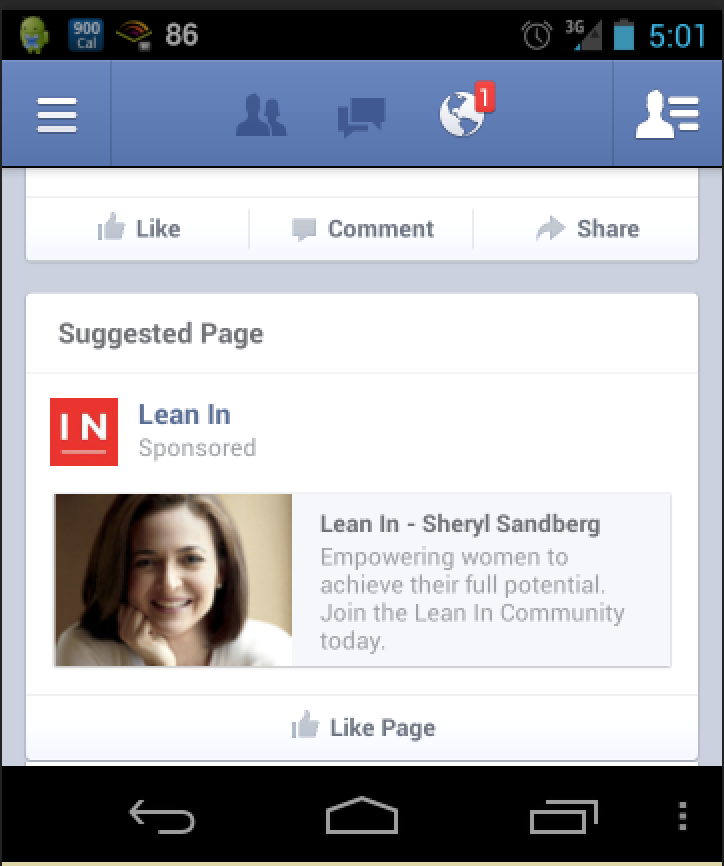 900
Cal
86
3G
5:01
1
Like
Comment
Share
Suggested Page
IN
Lean In
Sponsored
Lean In - Sheryl Sandberg
Empowering women to
achieve their full potential.
Join the Lean In Community
today.
Like Page